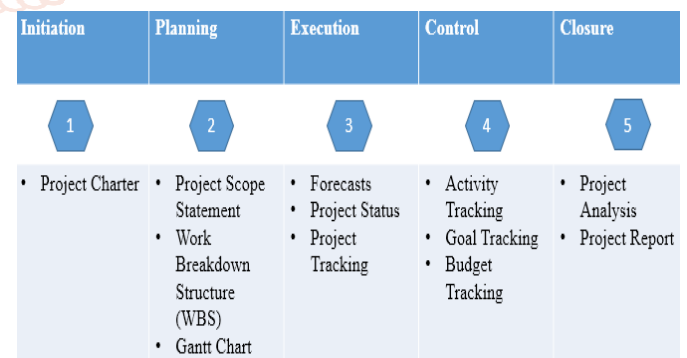 Initiation
Planning
Execution
Control
Closure
1
2
3
4
5
• Project Charter
• Project Scope
Statement
• Work
Breakdown
Structure
(WBS)
• Gantt Chart
• Forecasts
• Project Status
• Project
Tracking
• Activity
Tracking
• Goal Tracking
• Budget
Tracking
• Project
Analysis
• Project Report